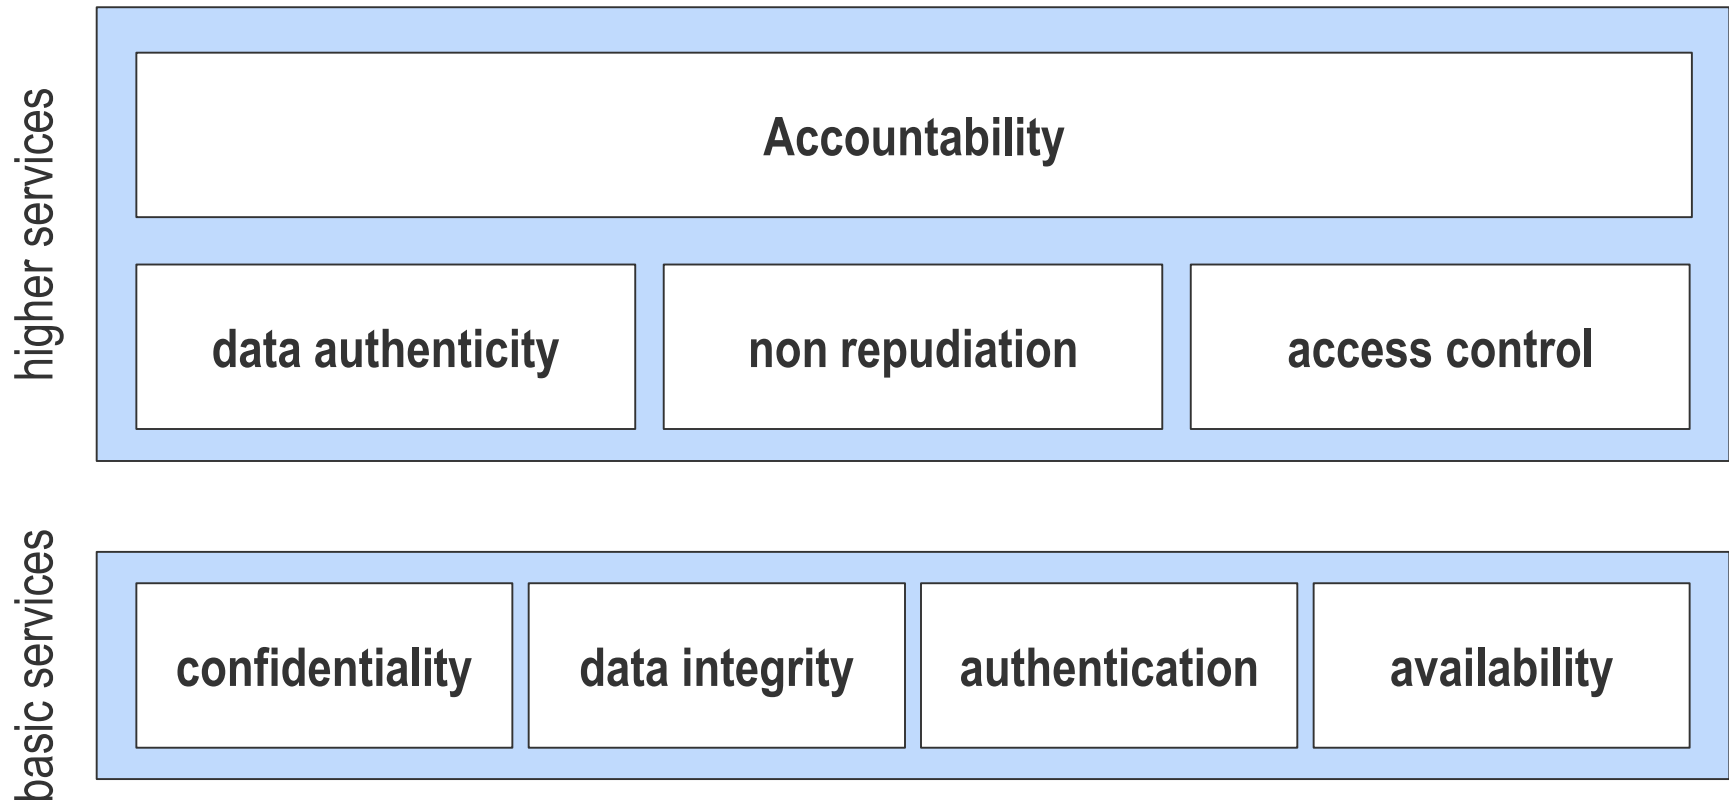 higher services
Accountability
data authenticity
non repudiation
access control
basic services
confidentiality
data integrity
authentication
availability